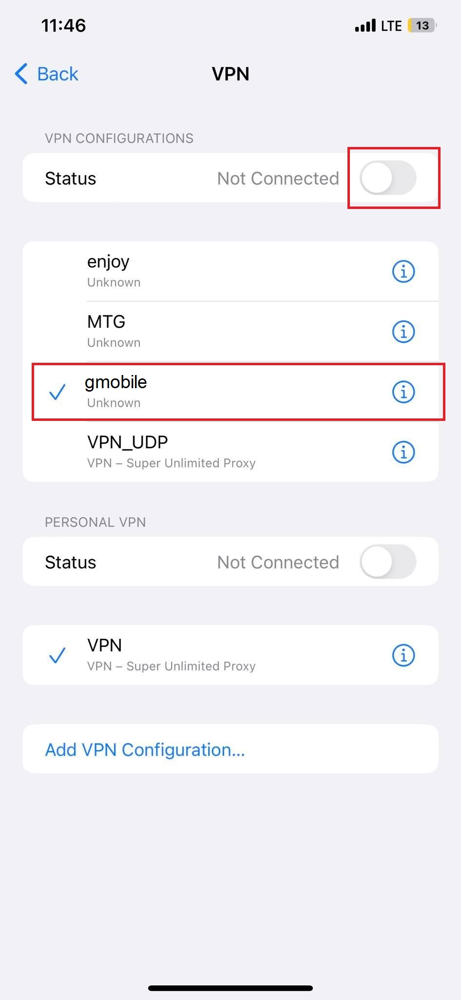 11:46
LTE 13
Back
VPN
VPN CONFIGURATIONS
Status Not Connected
enjoy
Unknown
MTG
Unknown
gmobile
Unknown
VPN_UDP
VPN – Super Unlimited Proxy
PERSONAL VPN
Status Not Connected
VPN
VPN – Super Unlimited Proxy
Add VPN Configuration...